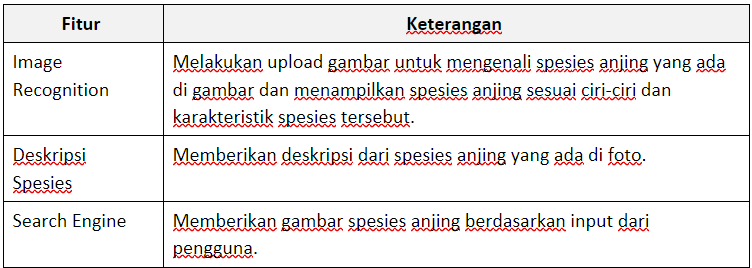 Fitur Keterangan
Image Melakukan upload gambar untuk mengenali spesies anjing yang ada
Recognition di gambar dan menampilkan spesies anjing sesuai ciri-ciri dan
karakteristik spesies tersebut.
Deskripsi Memberikan deskripsi dari spesies anjing yang ada di foto.
Spesies
Search Engine Memberikan gambar spesies anjing berdasarkan input dari
pengguna.